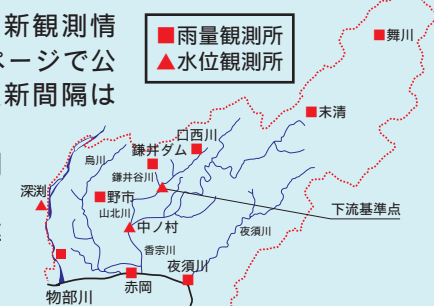 新観測情
ページで公
新間隔は
雨量観測所
水位観測所
舞川
末清
口西川
鎌井ダム
烏川
鎌井谷川
深渕
野市
山北川
中ノ村
下流基準点
夜須川
香宗川
夜須川
赤岡
物部川